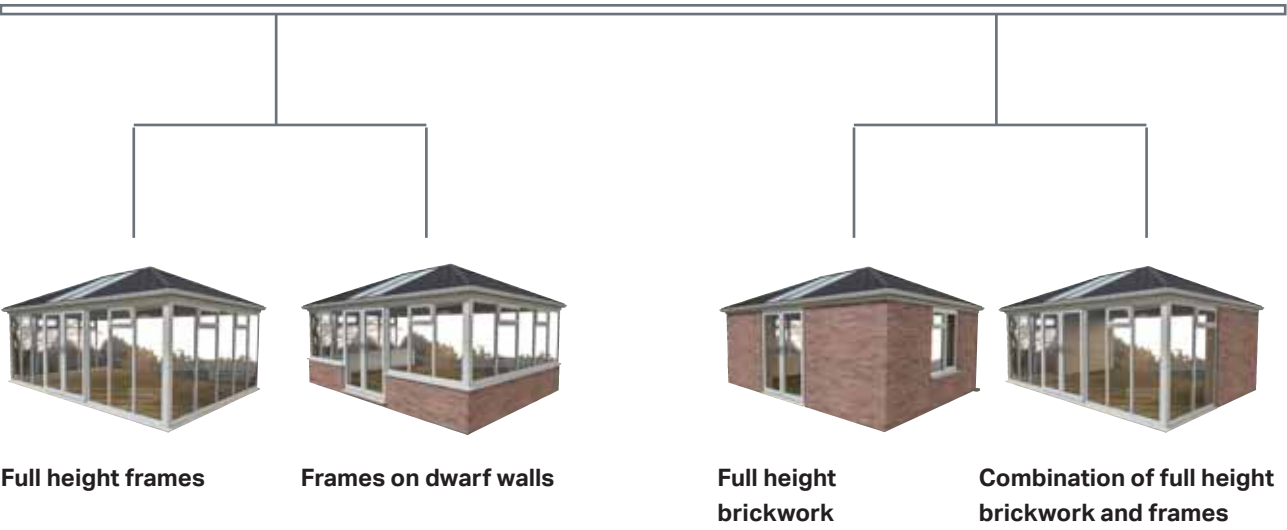 Full height frames
Frames on dwarf walls
Full height
brickwork
Combination of full height
brickwork and frames